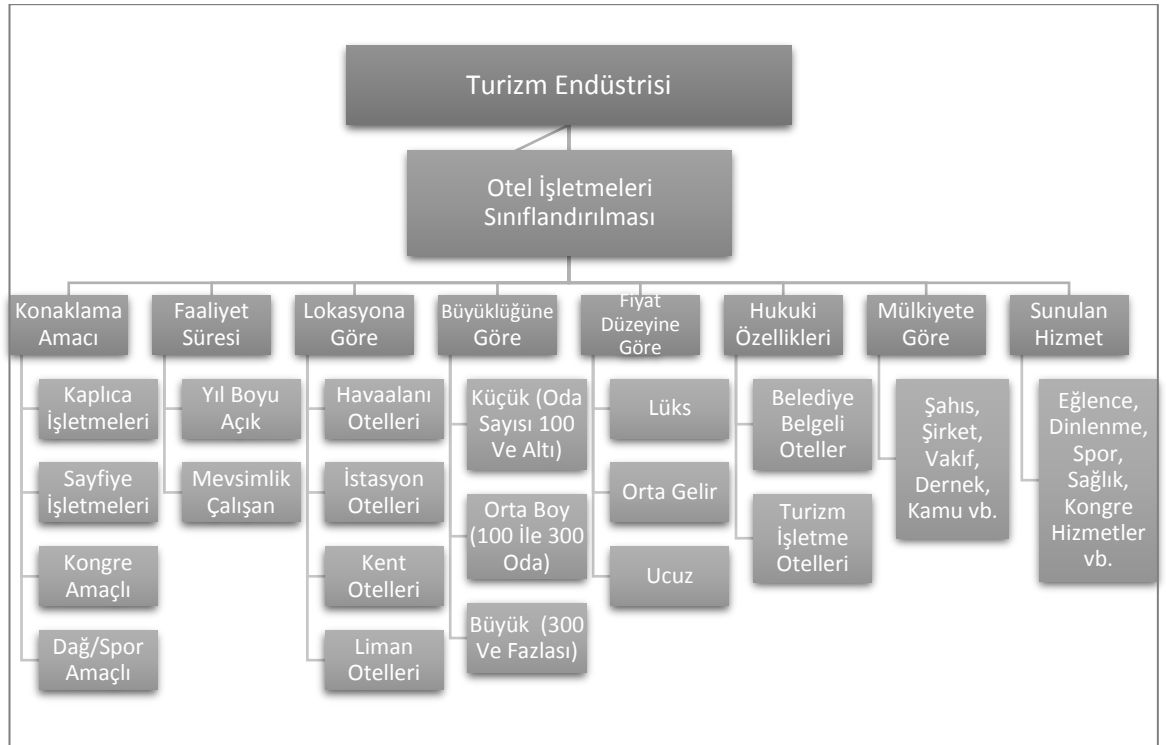 Turizm Endüstrisi
Otel İşletmeleri
Sınıflandırılması
Konaklama
Amacı
Kaplıca
İşletmeleri
Sayfiye
İşletmeleri
Kongre
Amaçlı
Dağ/Spor
Amaçlı
Faaliyet
Süresi
Yıl Boyu
Açık
Mevsimlik
Çalışan
Lokasyona
Göre
Havaalanı
Otelleri
İstasyon
Otelleri
Kent
Otelleri
Liman
Otelleri
Büyüklüğüne
Göre
Küçük (Oda
Sayısı 100
Ve Altı)
Orta Boy
(100 İle 300
Oda)
Büyük (300
Ve Fazlası)
Fiyat
Düzeyine
Göre
Lüks
Orta Gelir
Ucuz
Hukuki
Özellikleri
Belediye
Belgeli
Oteller
Turizm
İşletme
Otelleri
Mülkiyete
Göre
Şahıs,
Şirket,
Vakıf,
Dernek,
Kamu vb.
Sunulan
Hizmet
Eğlence,
Dinlenme,
Spor,
Sağlık,
Kongre
Hizmetler
vb.